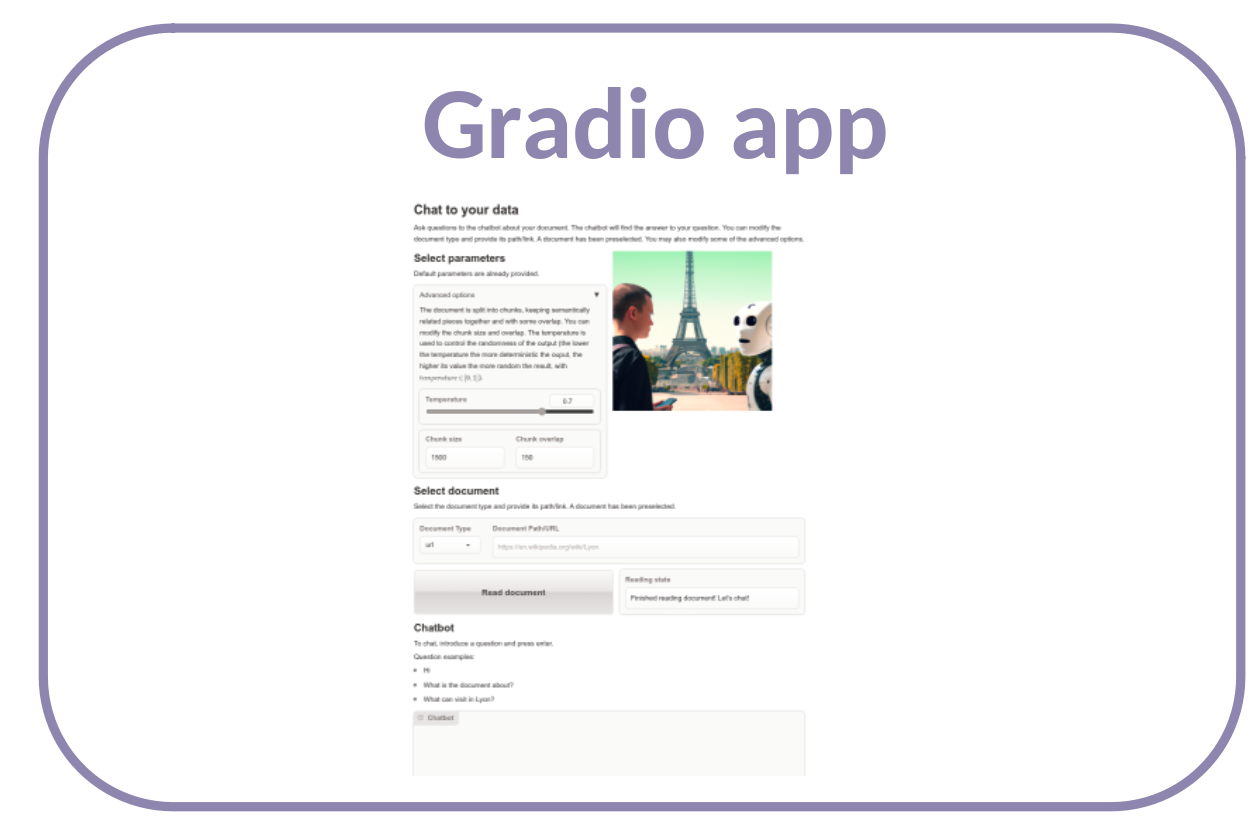 Gradio app
Chat to your data
Ask questions to the chatbot about your document. The chatbot will find the answer to your question. You can modify the
document type and provide its path/link. A document has been preselected. You may also modify some of the advanced options.
Select parameters
Default parameters are already provided.
Advanced options
The document is split into chunks, keeping semantically
related pieces together and with some overlap. You can
modify the chunk size and overlap. The temperature is
used to control the randomness of the output (the lower
the temperature the more deterministic the ouput, the
higher its value the more random the result, with
temperature
Temperature
0.7
Chunk size
Chunk overlap
1500
150
Select document
Select the document type and provide its path/link. A document has been preselected.
Document Type
Document Path/URL
url
https://en.wikipedia.org/wiki/Lyon
Read document
Reading state
Finished reading document! Let's chat!
Chatbot
To chat, introduce a question and press enter.
Question examples:
• Hi
• What is the document about?
• What can visit in Lyon?
Chatbot